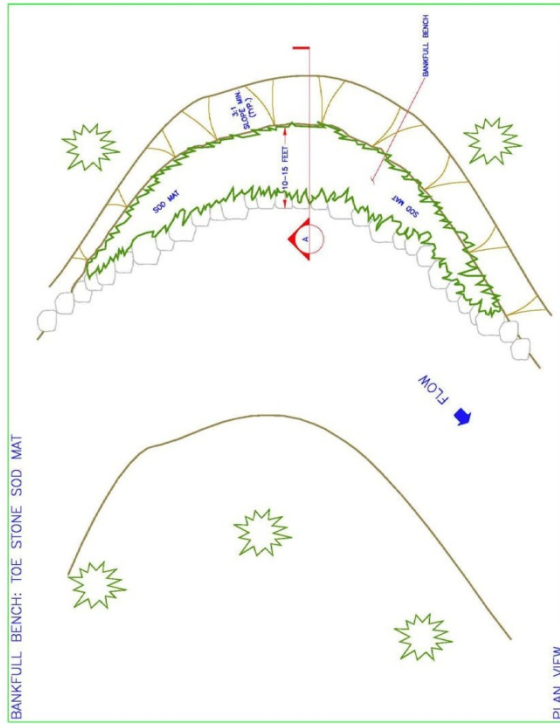 BANKFULL BENCH: TOE STONE SOD MAT
3:1
SLOPE MIN.
(TYP.)
BANKFULL BENCH
10-15 FEET
SOD MAT
SOD MAT
A
FLOW
PLAN VIEW